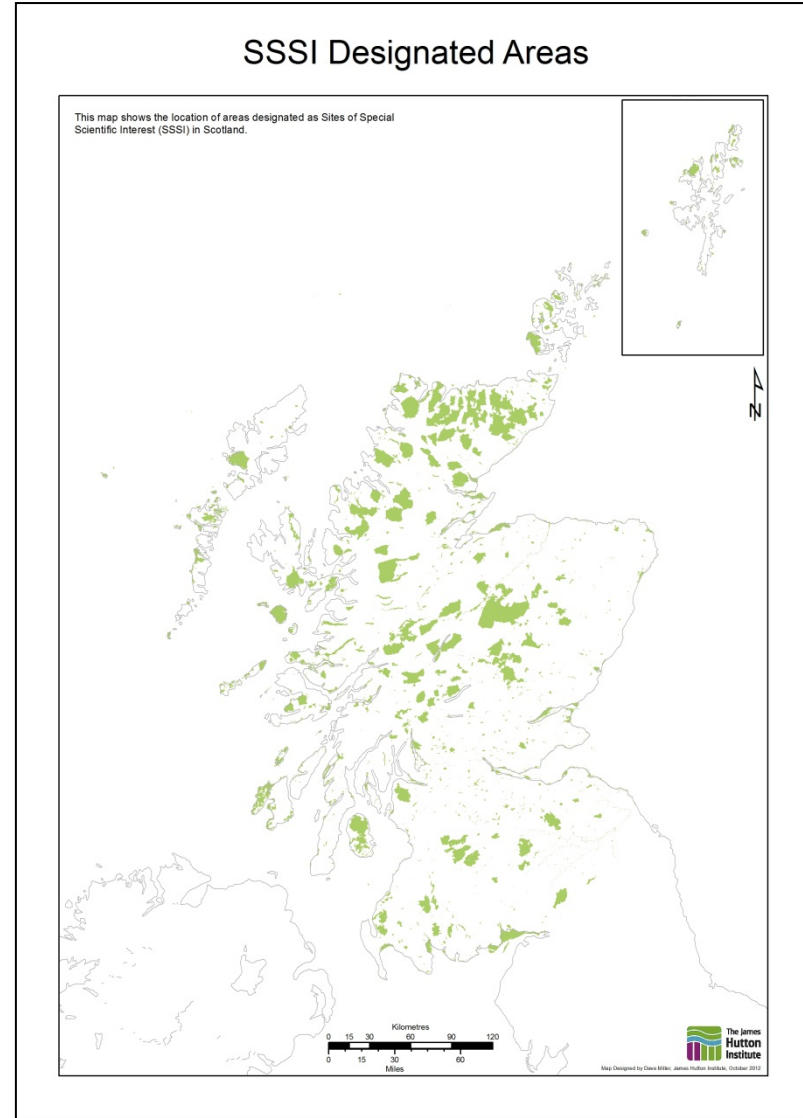 SSSI Designated Areas
This map shows the location of areas designated as Sites of Special
Scientific Interest (SSSI) in Scotland.
N
Kilometres
0 15 30 60 90 120
0 15 30 60
Miles
The James
Hutton
Institute
Map Designed by Dave Miller, James Hutton Institute, October 2012